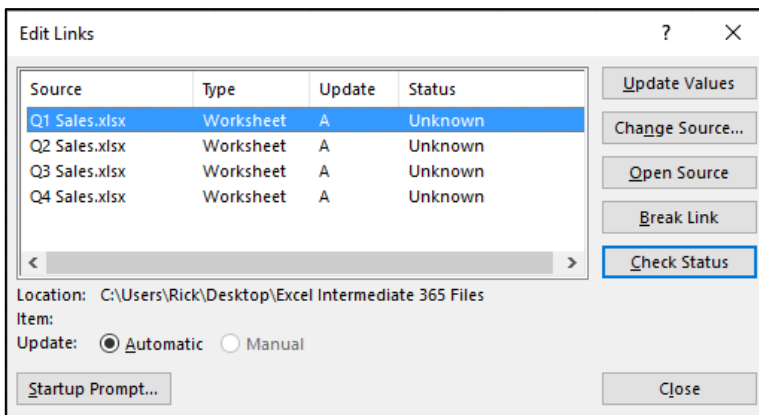 Edit Links ? ×
Source Type Update Status
Q1 Sales.xlsx Worksheet A Unknown
Q2 Sales.xlsx Worksheet A Unknown
Q3 Sales.xlsx Worksheet A Unknown
Q4 Sales.xlsx Worksheet A Unknown
Update Values
Change Source...
Open Source
Break Link
Check Status
Location: C:\Users\Rick\Desktop\Excel Intermediate 365 Files
Item:
Update: Automatic Manual
Startup Prompt... Close